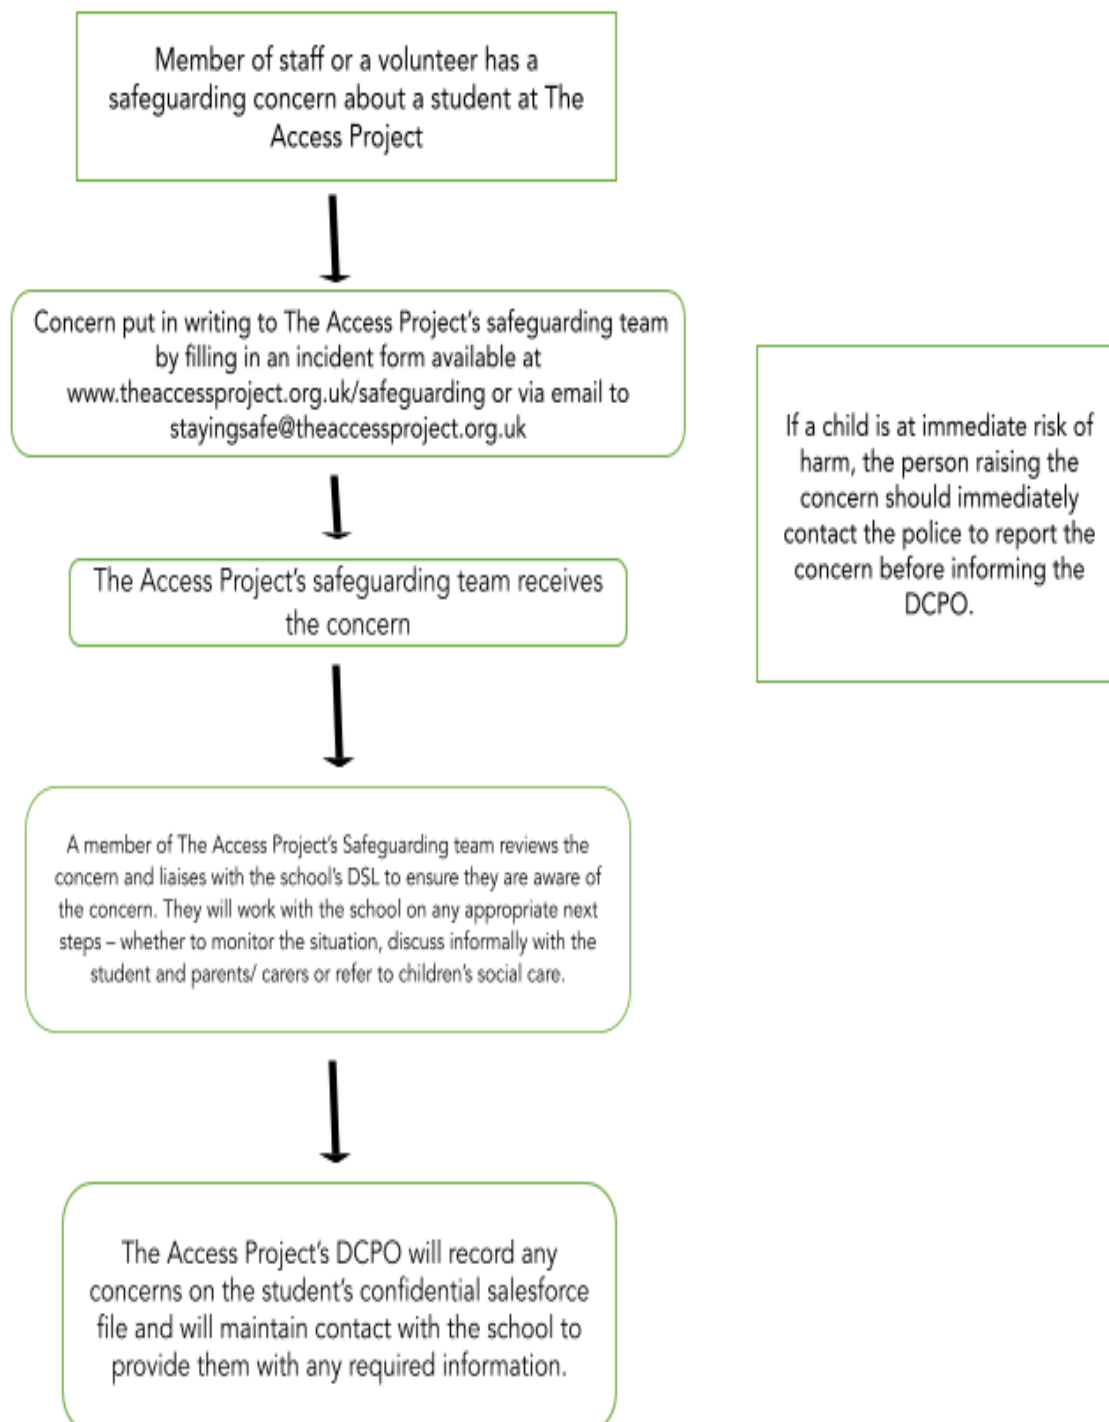 Member of staff or a volunteer has a
safeguarding concern about a student at The
Access Project
Concern put in writing to The Access Project's safeguarding team
by filling in an incident form available at
www.theaccessproject.org.uk/safeguarding or via email to
stayingsafe@theaccessproject.org.uk
The Access Project's safeguarding team receives
the concern
A member of The Access Project's Safeguarding team reviews the
concern and liaises with the school's DSL to ensure they are aware of
the concern. They will work with the school on any appropriate next
steps – whether to monitor the situation, discuss informally with the
student and parents/ carers or refer to children's social care.
The Access Project's DCPO will record any
concerns on the student's confidential salesforce
file and will maintain contact with the school to
provide them with any required information.
If a child is at immediate risk of
harm, the person raising the
concern should immediately
contact the police to report the
concern before informing the
DCPO.